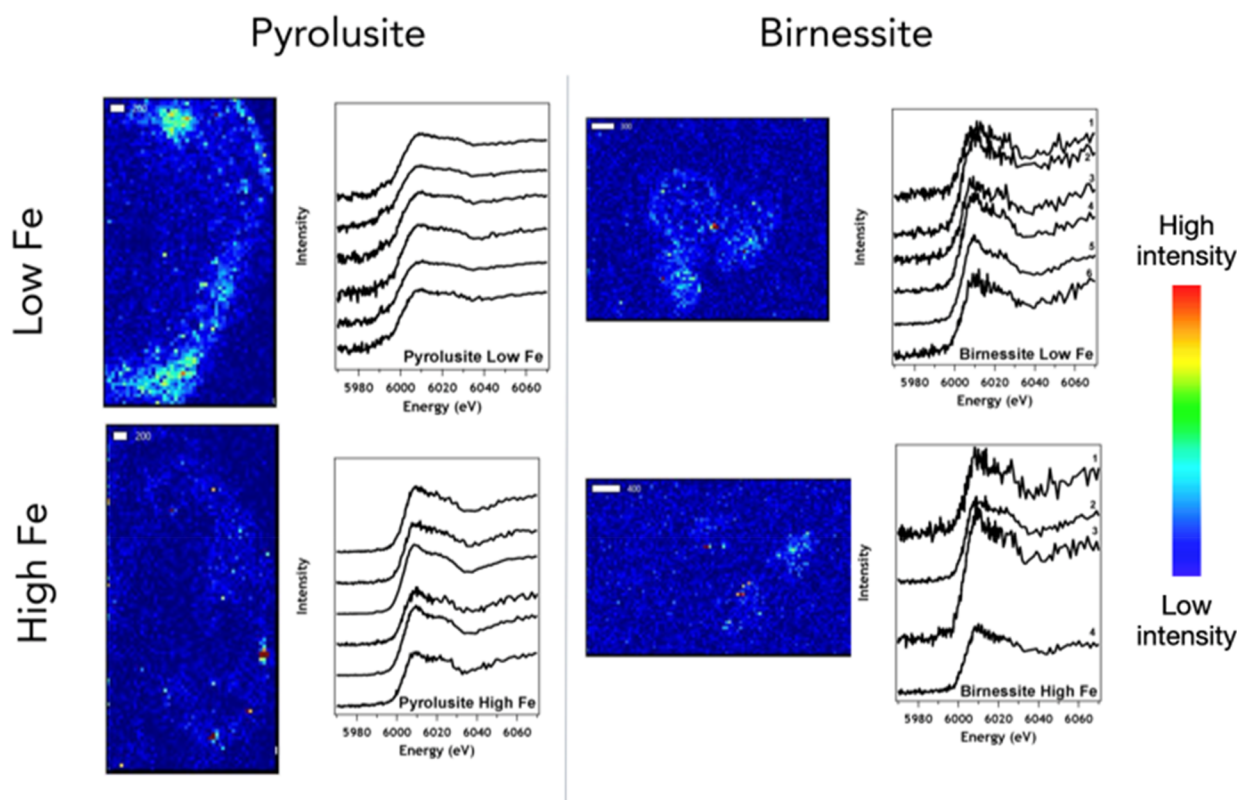 Pyrolusite
Birnessite
Low Fe
Intensity
Pyrolusite Low Fe
5980 6000 6020 6040 6060
Energy (eV)
300
Intensity
1
2
3
4
5
6
Birnessite Low Fe
5980 6000 6020 6040 6060
Energy (eV)
High
intensity
Low
intensity
High Fe
200
Intensity
Pyrolusite High Fe
5980 6000 6020 6040 6060
Energy (eV)
400
Intensity
1
2
3
4
Birnessite High Fe
5980 6000 6020 6040 6060
Energy (eV)